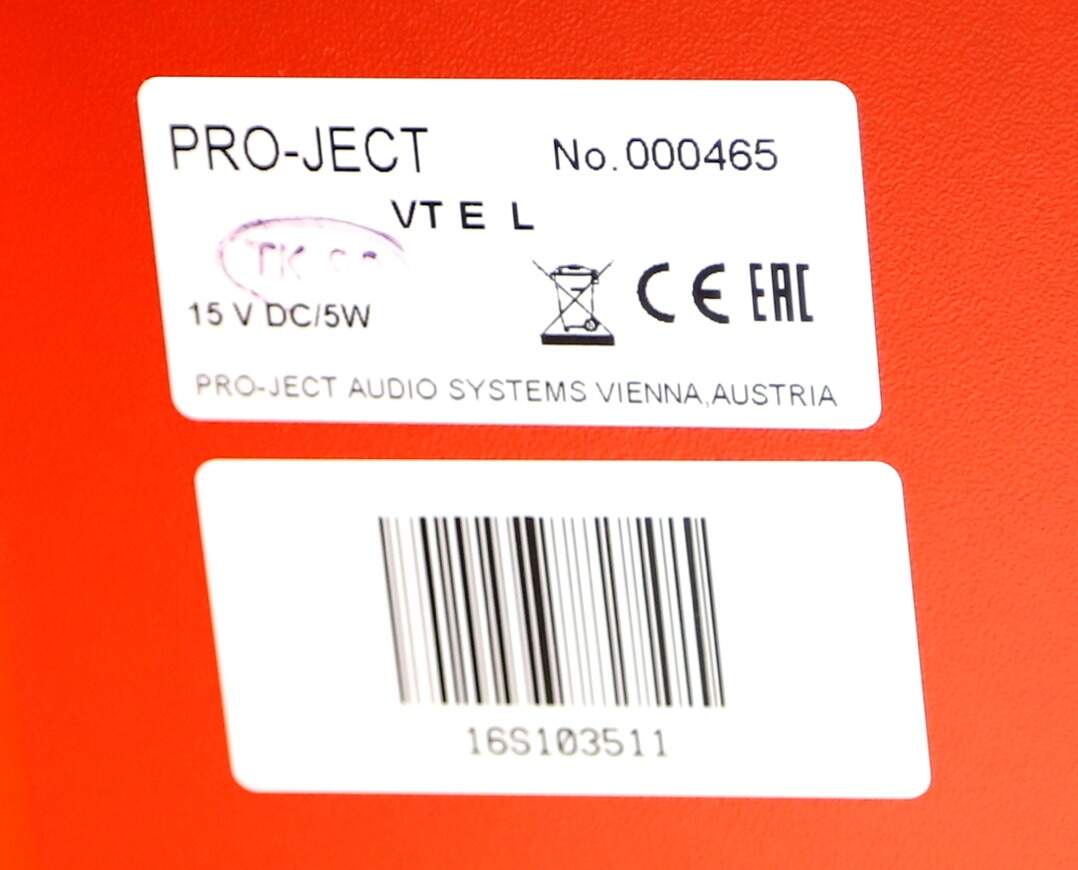 PRO-JECT No.000465
VT E L
15 V DC/5W
CE EAC
PRO-JECT AUDIO SYSTEMS VIENNA,AUSTRIA
16S103511